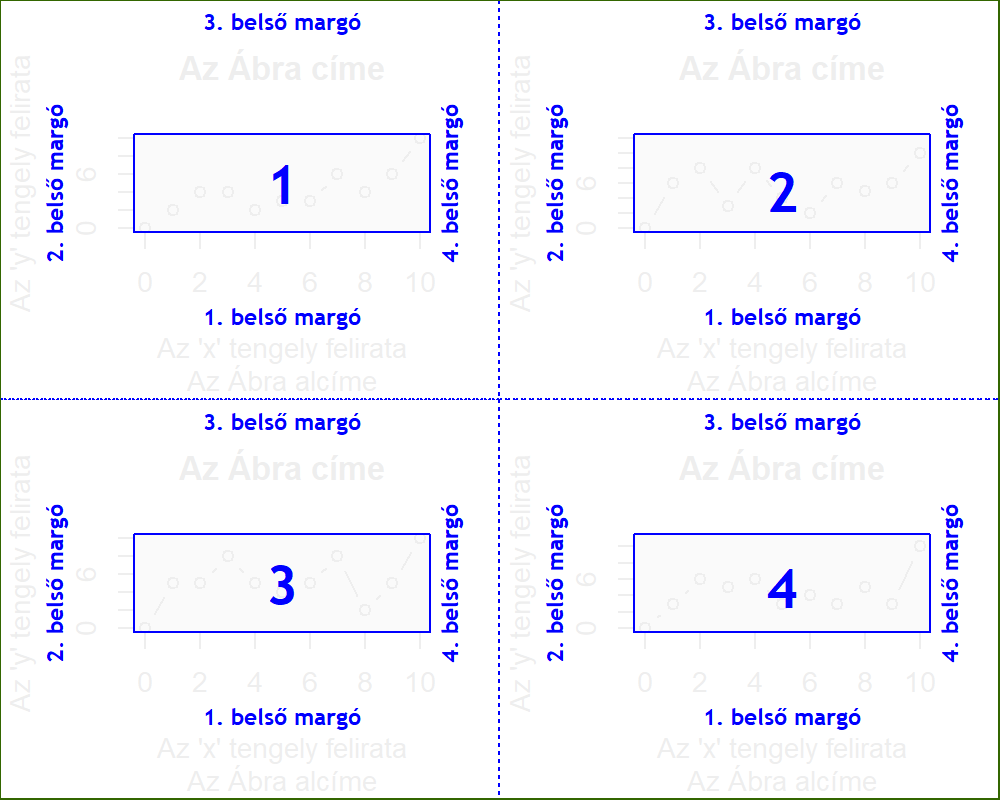 3. belső margó
Az Ábra címe
Az 'y' tengely felirata
2. belső margó
0 6
1
4. belső margó
0 2 4 6 8 10
1. belső margó
Az 'x' tengely felirata
Az Ábra alcíme
3. belső margó
Az Ábra címe
Az 'y' tengely felirata
2. belső margó
0 6
2
4. belső margó
0 2 4 6 8 10
1. belső margó
Az 'x' tengely felirata
Az Ábra alcíme
3. belső margó
Az Ábra címe
Az 'y' tengely felirata
2. belső margó
0 6
3
4. belső margó
0 2 4 6 8 10
1. belső margó
Az 'x' tengely felirata
Az Ábra alcíme
3. belső margó
Az Ábra címe
Az 'y' tengely felirata
2. belső margó
0 6
4
4. belső margó
0 2 4 6 8 10
1. belső margó
Az 'x' tengely felirata
Az Ábra alcíme